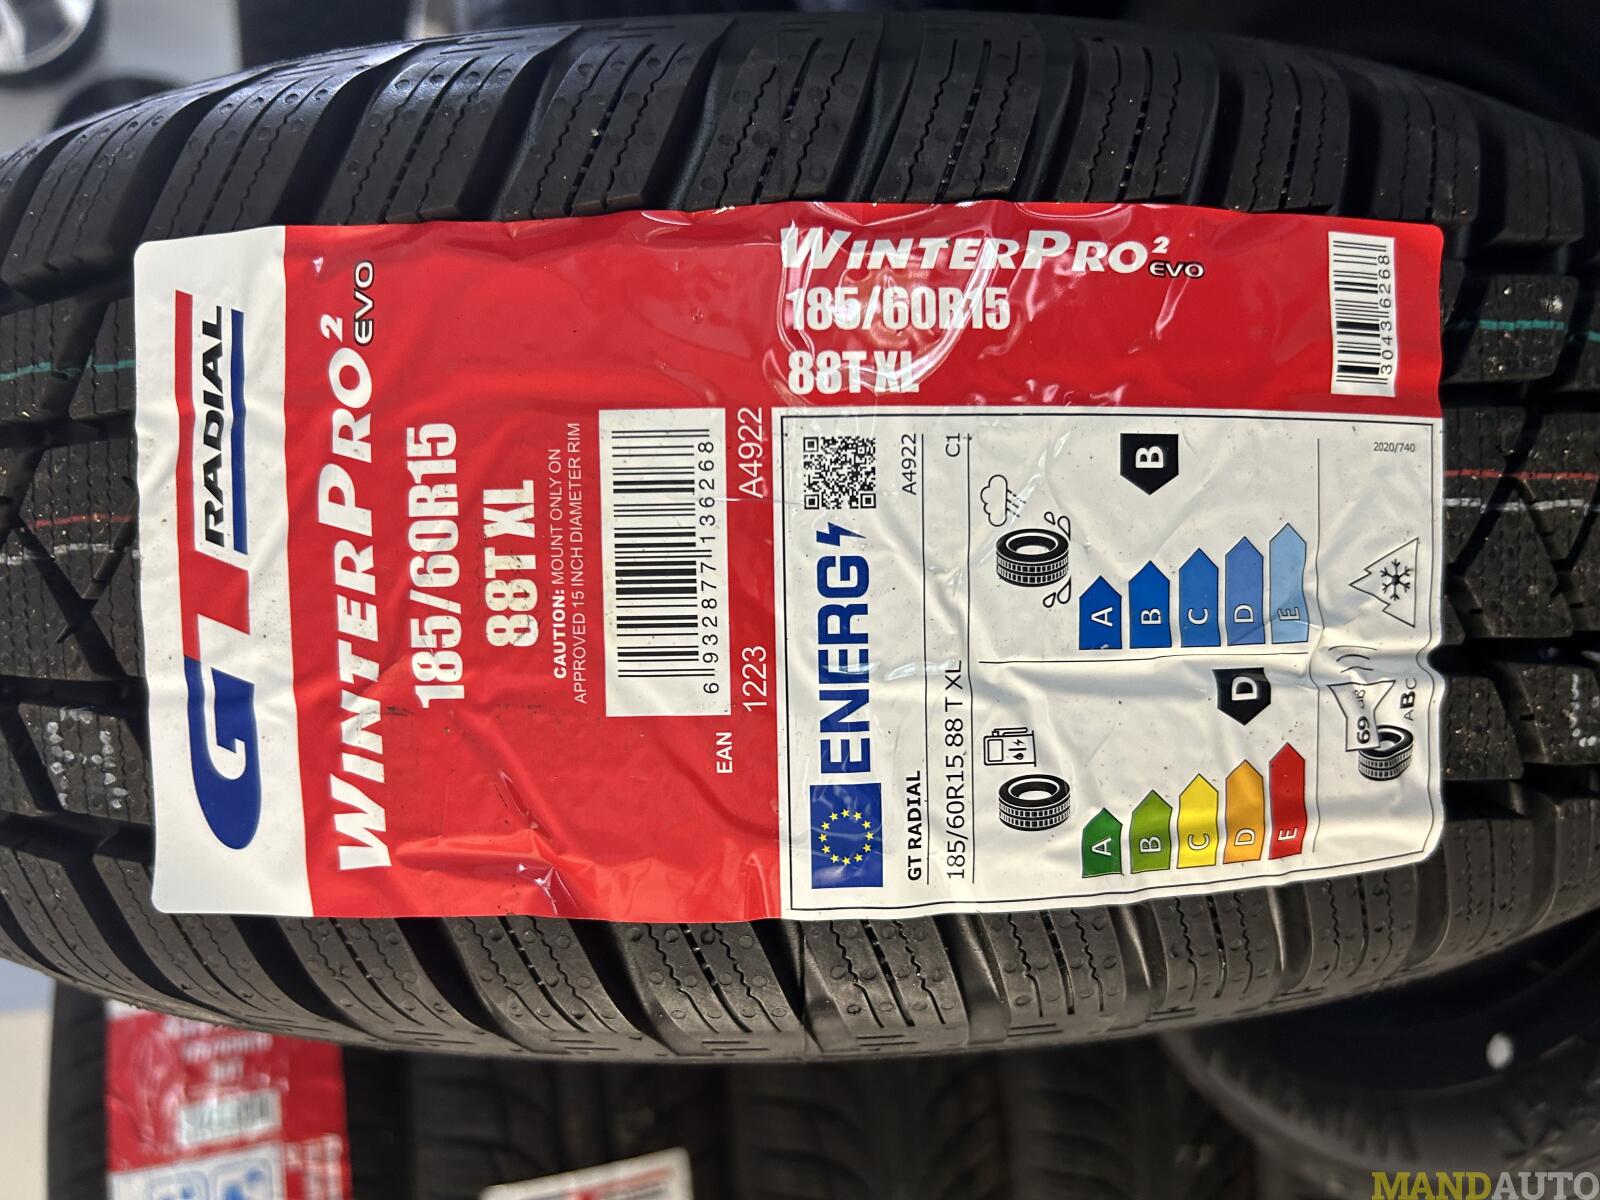 GT RADIAL
WINTERPRO² EVO
185/60R15
88T XL
CAUTION: MOUNT ONLY ON
APPROVED 15 INCH DIAMETER RIM
6 932877 136268
EAN 1223 A4922
WINTERPRO² EVO
185/60R15
88T XL
3043 6268
ENERG
GT RADIAL A4922
185/60R15 88 T XL C1
A
B
C
D
E
D
A
B
C
D
E
B
69 dB
ABC
2020/740
MANDAUTO